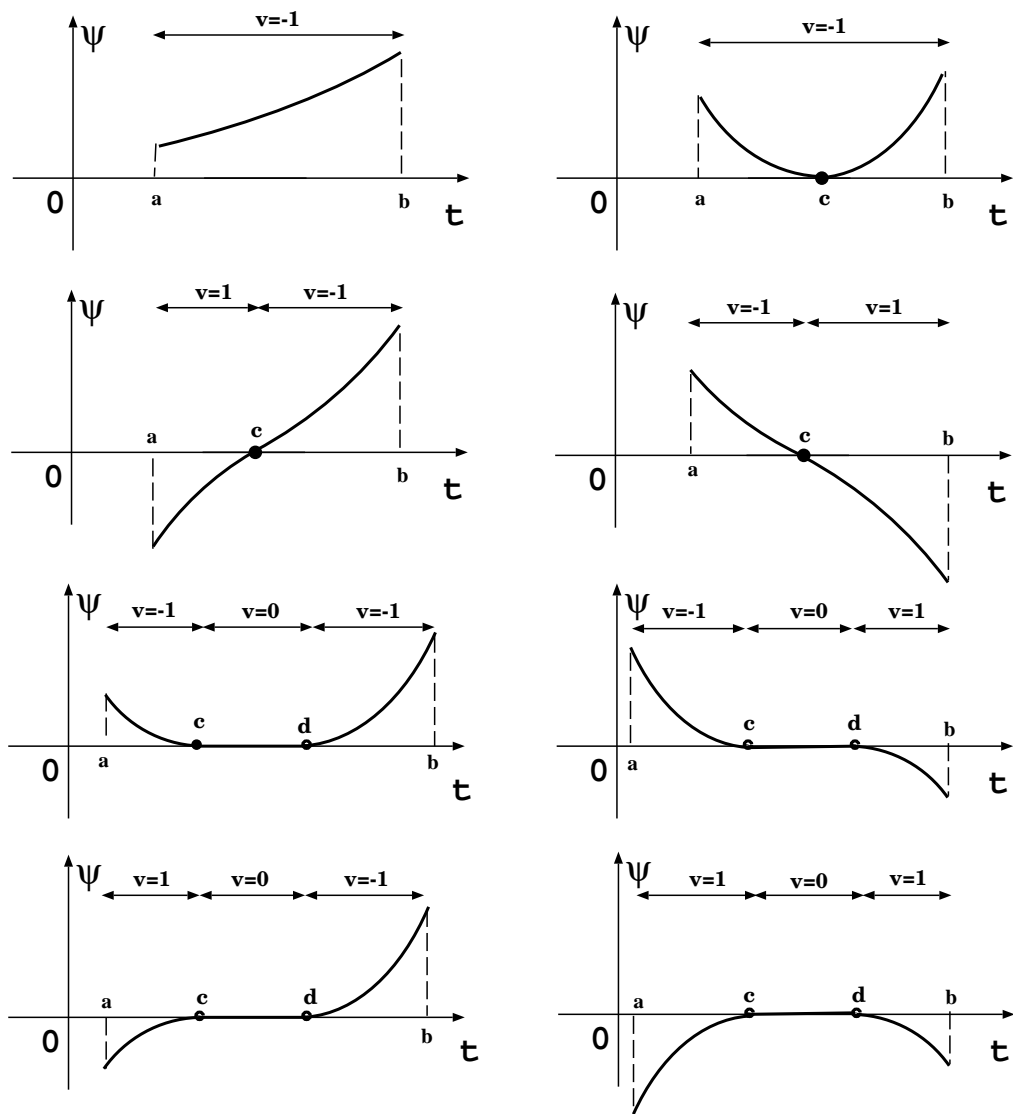 ψ v=-1
0 a b t
ψ v=-1
0 a c b t
ψ v=1 v=-1
a c
0 b t
ψ v=-1 v=1
c b
0 a t
ψ v=-1 v=0 v=-1
c d
0 a b t
ψ v=-1 v=0 v=1
c d b
0 a t
ψ v=1 v=0 v=-1
a c d
0 b t
ψ v=1 v=0 v=1
a c d b
0 t